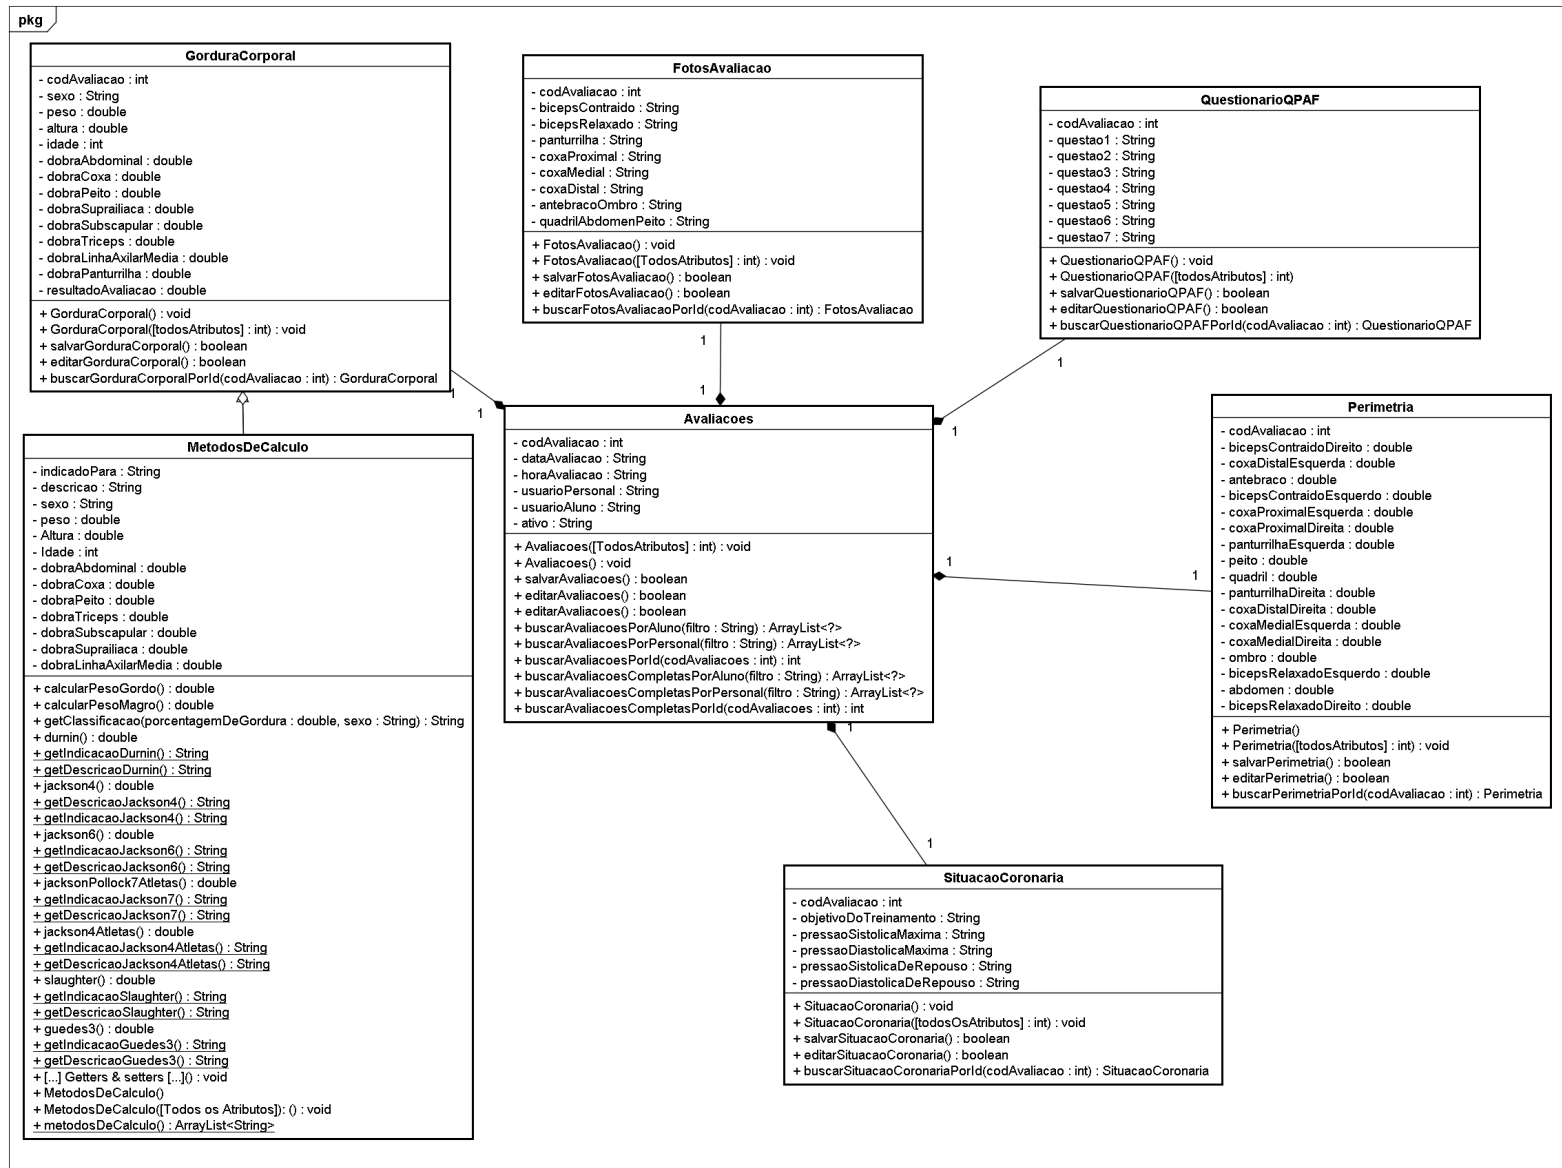 pkg
GorduraCorporal
- codAvaliacao : int
- sexo : String
- peso : double
- altura : double
- idade : int
- dobraAbdominal : double
- dobraCoxa : double
- dobraPeito : double
- dobraSuprailiaca : double
- dobraSubscapular : double
- dobraTriceps : double
- dobraLinhaAxilarMedia : double
- dobraPanturrilha : double
- resultadoAvaliacao : double
+ GorduraCorporal() : void
+ GorduraCorporal([todosAtributos] : int) : void
+ salvarGorduraCorporal() : boolean
+ editarGorduraCorporal() : boolean
+ buscarGorduraCorporalPorId(codAvaliacao : int) : GorduraCorporal
FotosAvaliacao
- codAvaliacao : int
- bicepsContraido : String
- bicepsRelaxado : String
- panturrilha : String
- coxaProximal : String
- coxaMedial : String
- coxaDistal : String
- antebracoOmbro : String
- quadrilAbdomenPeito : String
+ FotosAvaliacao() : void
+ FotosAvaliacao([TodosAtributos] : int) : void
+ salvarFotosAvaliacao() : boolean
+ editarFotosAvaliacao() : boolean
+ buscarFotosAvaliacaoPorId(codAvaliacao : int) : FotosAvaliacao
QuestionarioQPAF
- codAvaliacao : int
- questao1 : String
- questao2 : String
- questao3 : String
- questao4 : String
- questao5 : String
- questao6 : String
- questao7 : String
+ QuestionarioQPAF() : void
+ QuestionarioQPAF([todosAtributos] : int)
+ salvarQuestionarioQPAF() : boolean
+ editarQuestionarioQPAF() : boolean
+ buscarQuestionarioQPAFPorId(codAvaliacao : int) : QuestionarioQPAF
1
1
1
1
1
1
MetodosDeCalculo
- indicadoPara : String
- descricao : String
- sexo : String
- peso : double
- Altura : double
- Idade : int
- dobraAbdominal : double
- dobraCoxa : double
- dobraPeito : double
- dobraTriceps : double
- dobraSubscapular : double
- dobraSuprailiaca : double
- dobraLinhaAxilarMedia : double
+ calcularPesoGordo() : double
+ calcularPesoMagro() : double
+ getClassificacao(porcentagemDeGordura : double, sexo : String) : String
+ durnin() : double
+ getIndicacaoDurnin() : String
+ getDescricaoDurnin() : String
+ jackson4() : double
+ getDescricaoJackson4() : String
+ getIndicacaoJackson4() : String
+ jackson6() : double
+ getIndicacaoJackson6() : String
+ getDescricaoJackson6() : String
+ jacksonPollock7Atletas() : double
+ getIndicacaoJackson7() : String
+ getDescricaoJackson7() : String
+ jackson4Atletas() : double
+ getIndicacaoJackson4Atletas() : String
+ getDescricaoJackson4Atletas() : String
+ slaughter() : double
+ getIndicacaoSlaughter() : String
+ getDescricaoSlaughter() : String
+ guedes3() : double
+ getIndicacaoGuedes3() : String
+ getDescricaoGuedes3() : String
+ [...] Getters & setters [...]() : void
+ MetodosDeCalculo()
+ MetodosDeCalculo([Todos os Atributos]): () : void
+ metodosDeCalculo() : ArrayList<String>
Avaliacoes
- codAvaliacao : int
- dataAvaliacao : String
- horaAvaliacao : String
- usuarioPersonal : String
- usuarioAluno : String
- ativo : String
+ Avaliacoes([TodosAtributos] : int) : void
+ Avaliacoes() : void
+ salvarAvaliacoes() : boolean
+ editarAvaliacoes() : boolean
+ editarAvaliacoes() : boolean
+ buscarAvaliacoesPorAluno(filtro : String) : ArrayList<?>
+ buscarAvaliacoesPorPersonal(filtro : String) : ArrayList<?>
+ buscarAvaliacoesPorId(codAvaliacoes : int) : int
+ buscarAvaliacoesCompletasPorAluno(filtro : String) : ArrayList<?>
+ buscarAvaliacoesCompletasPorPersonal(filtro : String) : ArrayList<?>
+ buscarAvaliacoesCompletasPorId(codAvaliacoes : int) : int
1
1
Perimetria
- codAvaliacao : int
- bicepsContraidoDireito : double
- coxaDistalEsquerda : double
- antebraco : double
- bicepsContraidoEsquerdo : double
- coxaProximalEsquerda : double
- coxaProximalDireita : double
- panturrilhaEsquerda : double
- peito : double
- quadril : double
- panturrilhaDireita : double
- coxaDistalDireita : double
- coxaMedialEsquerda : double
- coxaMedialDireita : double
- ombro : double
- bicepsRelaxadoEsquerdo : double
- abdomen : double
- bicepsRelaxadoDireito : double
+ Perimetria()
+ Perimetria([todosAtributos] : int) : void
+ salvarPerimetria() : boolean
+ editarPerimetria() : boolean
+ buscarPerimetriaPorId(codAvaliacao : int) : Perimetria
1
1
SituacaoCoronaria
- codAvaliacao : int
- objetivoDoTreinamento : String
- pressaoSistolicaMaxima : String
- pressaoDiastolicaMaxima : String
- pressaoSistolicaDeRepouso : String
- pressaoDiastolicaDeRepouso : String
+ SituacaoCoronaria() : void
+ SituacaoCoronaria([todosOsAtributos] : int) : void
+ salvarSituacaoCoronaria() : boolean
+ editarSituacaoCoronaria() : boolean
+ buscarSituacaoCoronariaPorId(codAvaliacao : int) : SituacaoCoronaria